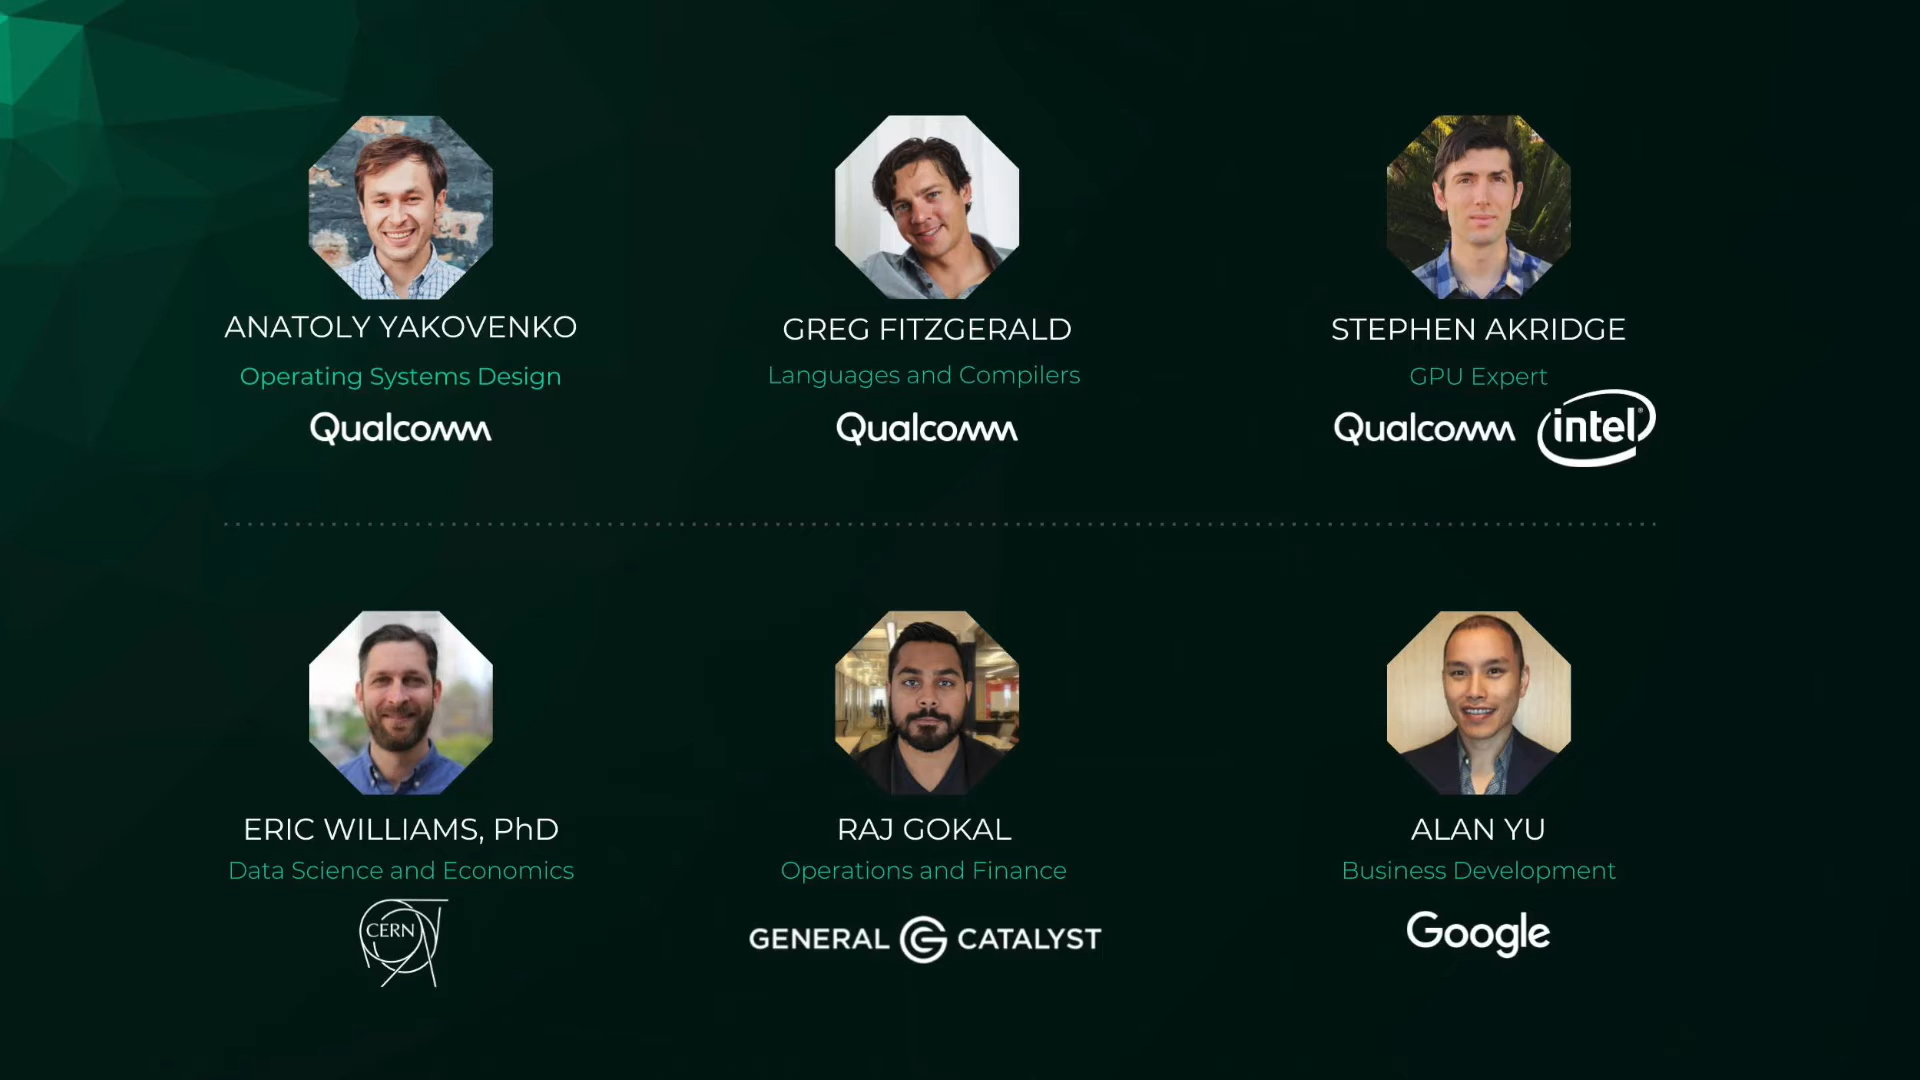 ANATOLY YAKOVENKO
Operating Systems Design
Qualcomm
GREG FITZGERALD
Languages and Compilers
Qualcomm
STEPHEN AKRIDGE
GPU Expert
Qualcomm
intel®
ERIC WILLIAMS, PhD
Data Science and Economics
CERN
RAJ GOKAL
Operations and Finance
GENERAL CATALYST
ALAN YU
Business Development
Google